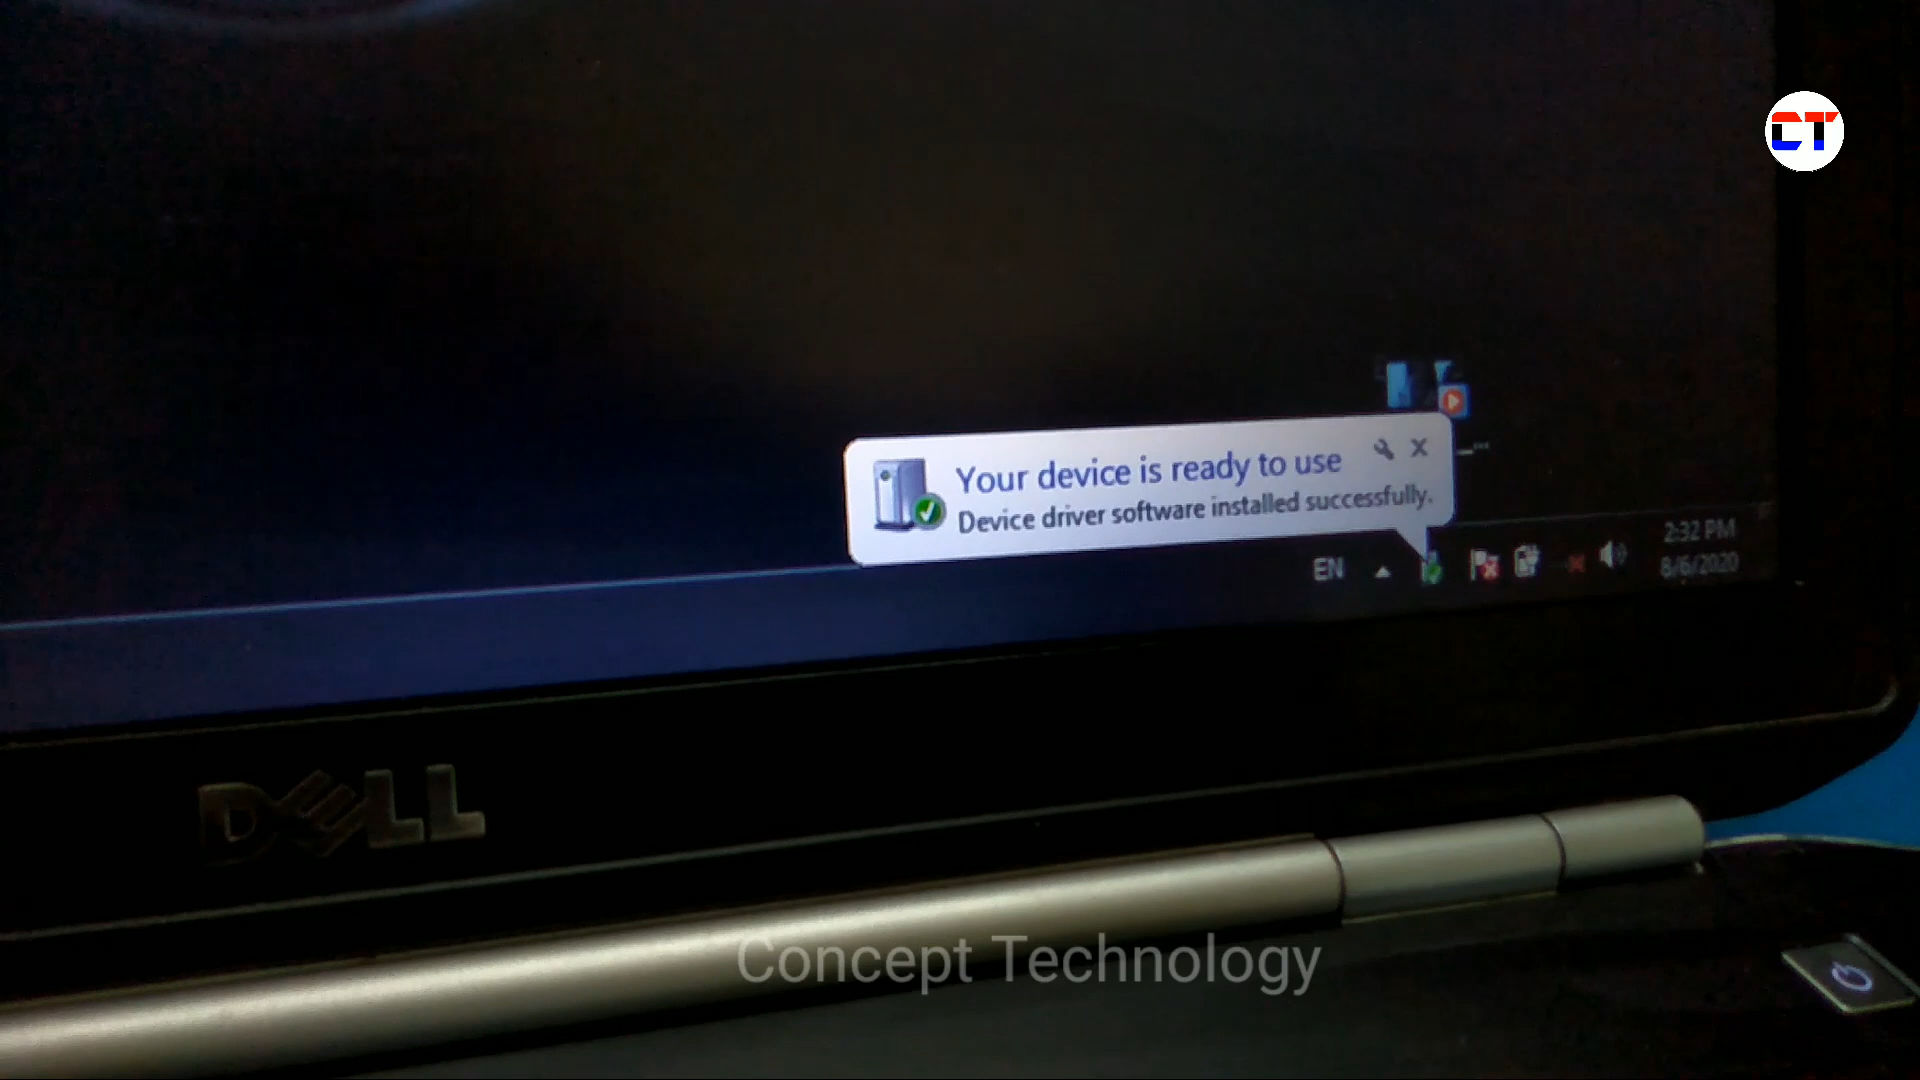 CT
Your device is ready to use
Device driver software installed successfully.
EN
2:32 PM
8/6/2020
DELL
Concept Technology